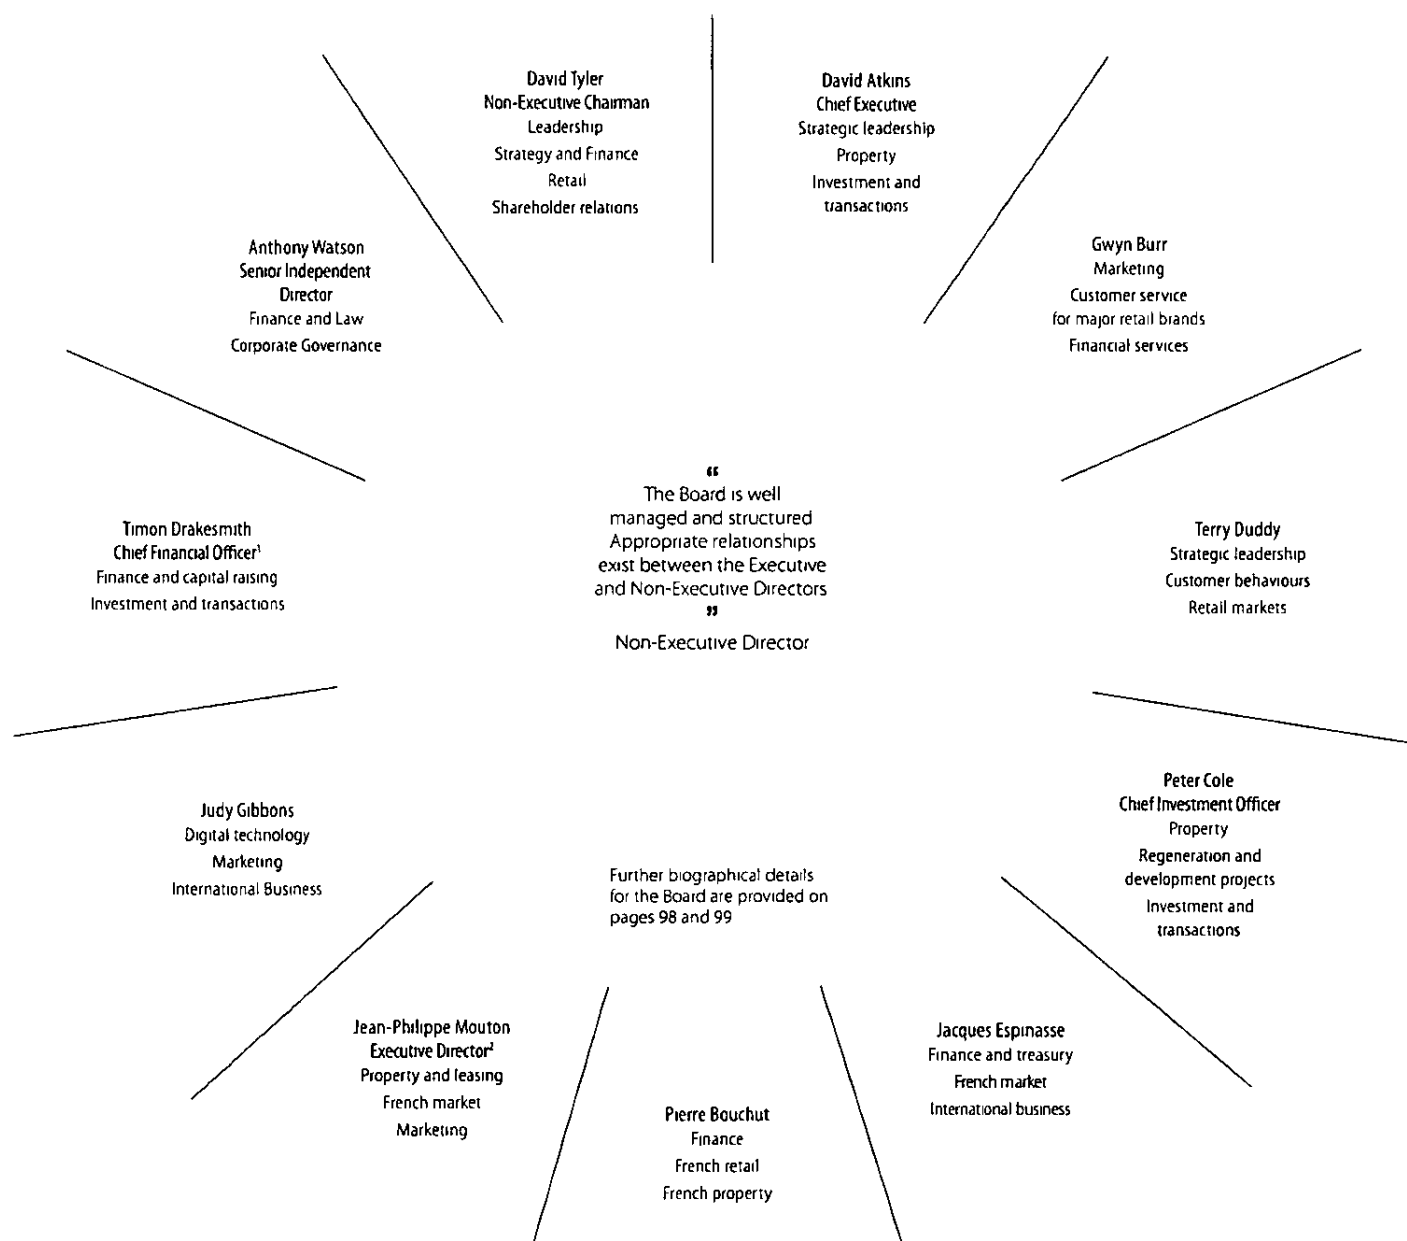 David Tyler
Non-Executive Chairman
Leadership
Strategy and Finance
Retail
Shareholder relations
David Atkins
Chief Executive
Strategic leadership
Property
Investment and
transactions
Gwyn Burr
Marketing
Customer service
for major retail brands
Financial services
Terry Duddy
Strategic leadership
Customer behaviours
Retail markets
Peter Cole
Chief Investment Officer
Property
Regeneration and
development projects
Investment and
transactions
Jacques Espinasse
Finance and treasury
French market
International business
Pierre Bouchut
Finance
French retail
French property
Jean-Philippe Mouton
Executive Director²
Property and leasing
French market
Marketing
Judy Gibbons
Digital technology
Marketing
International Business
Timon Drakesmith
Chief Financial Officer¹
Finance and capital raising
Investment and transactions
Anthony Watson
Senior Independent
Director
Finance and Law
Corporate Governance
“
The Board is well
managed and structured
Appropriate relationships
exist between the Executive
and Non-Executive Directors
”
Non-Executive Director
Further biographical details
for the Board are provided on
pages 98 and 99